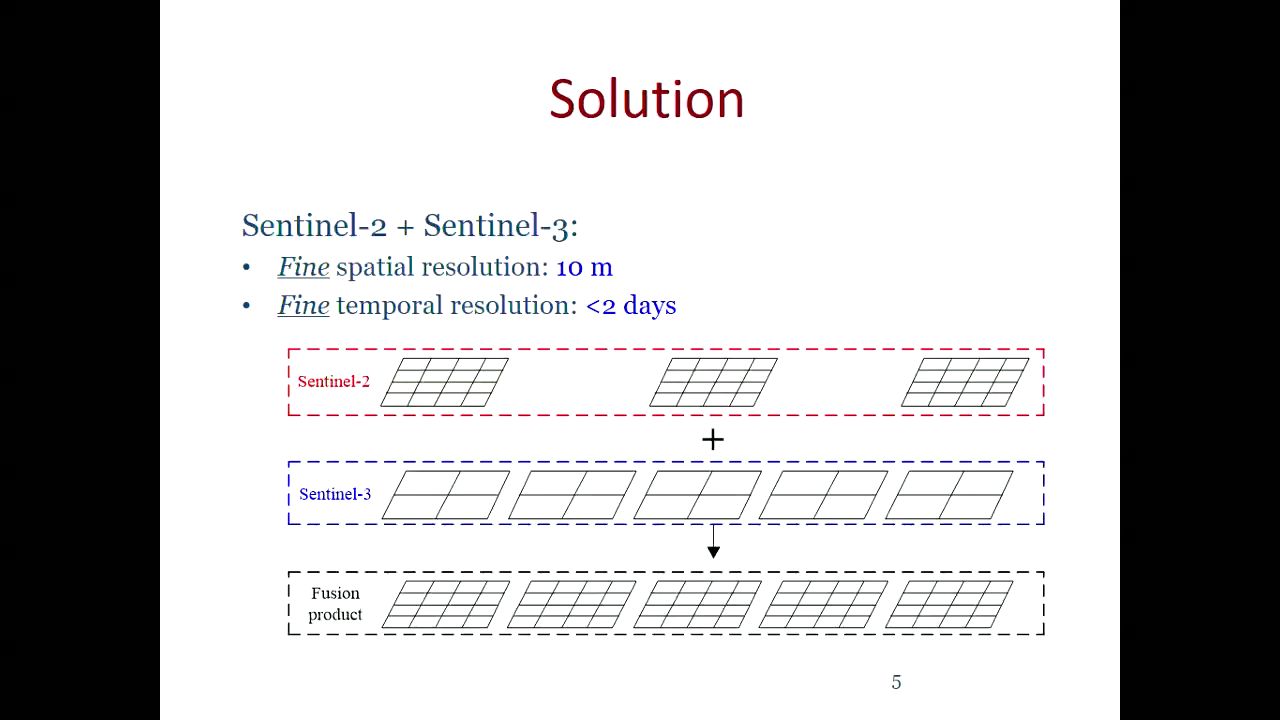 Solution
Sentinel-2 + Sentinel-3:
• Fine spatial resolution: 10 m
• Fine temporal resolution: <2 days
Sentinel-2
+
Sentinel-3
Fusion
product
5